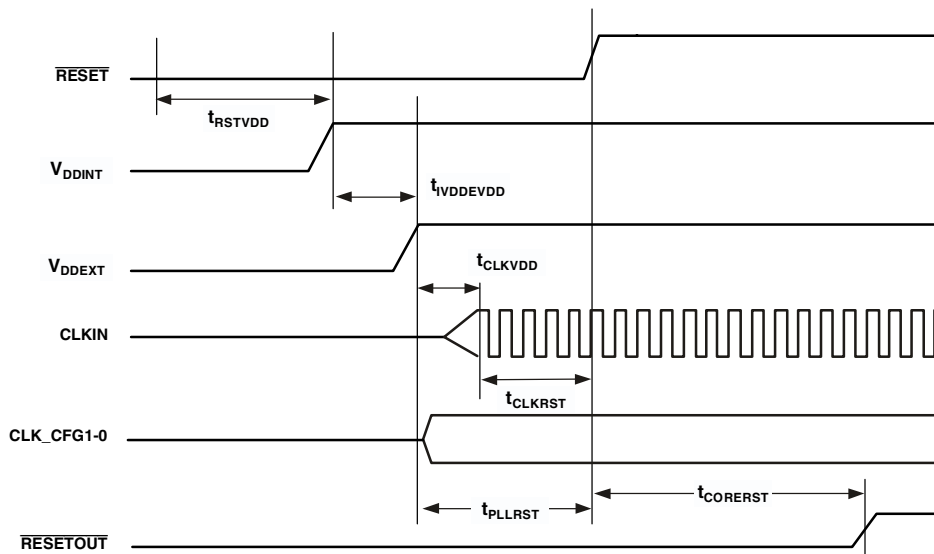 RESET
tRSTVDD
VDDINT
tIVDDEVDD
VDDEXT
tCLKVDD
CLKIN
tCLKRST
CLK_CFG1-0
tCORERST
tPLLRST
RESETOUT